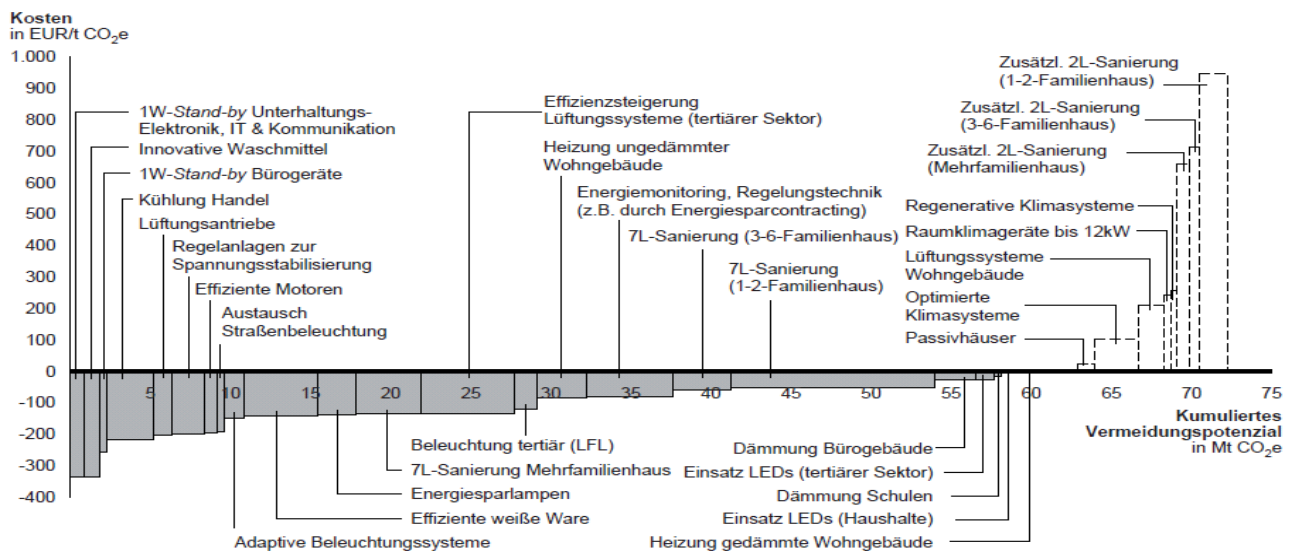 Kosten
in EUR/t CO₂e
1.000
900
800
700
600
500
400
300
200
100
0
-100
-200
-300
-400
1W-Stand-by Unterhaltungs-
Elektronik, IT & Kommunikation
Innovative Waschmittel
1W-Stand-by Bürogeräte
Kühlung Handel
Lüftungsantriebe
Regelanlagen zur
Spannungsstabilisierung
Effiziente Motoren
Austausch
Straßenbeleuchtung
Effizienzsteigerung
Lüftungssysteme (tertiärer Sektor)
Heizung ungedämmter
Wohngebäude
Energiemonitoring, Regelungstechnik
(z.B. durch Energiesparcontracting)
7L-Sanierung (3-6-Familienhaus)
7L-Sanierung
(1-2-Familienhaus)
Zusätzl. 2L-Sanierung
(1-2-Familienhaus)
Zusätzl. 2L-Sanierung
(3-6-Familienhaus)
Zusätzl. 2L-Sanierung
(Mehrfamilienhaus)
Regenerative Klimasysteme
Raumklimageräte bis 12kW
Lüftungssysteme
Wohngebäude
Optimierte
Klimasysteme
Passivhäuser
5 10 15 20 25 30 35 40 45 50 55 60 65 70 75
Kumuliertes
Vermeidungspotenzial
in Mt CO₂e
Beleuchtung tertiär (LFL)
7L-Sanierung Mehrfamilienhaus
Energiesparlampen
Effiziente weiße Ware
Adaptive Beleuchtungssysteme
Dämmung Bürogebäude
Einsatz LEDs (tertiärer Sektor)
Dämmung Schulen
Einsatz LEDs (Haushalte)
Heizung gedämmte Wohngebäude